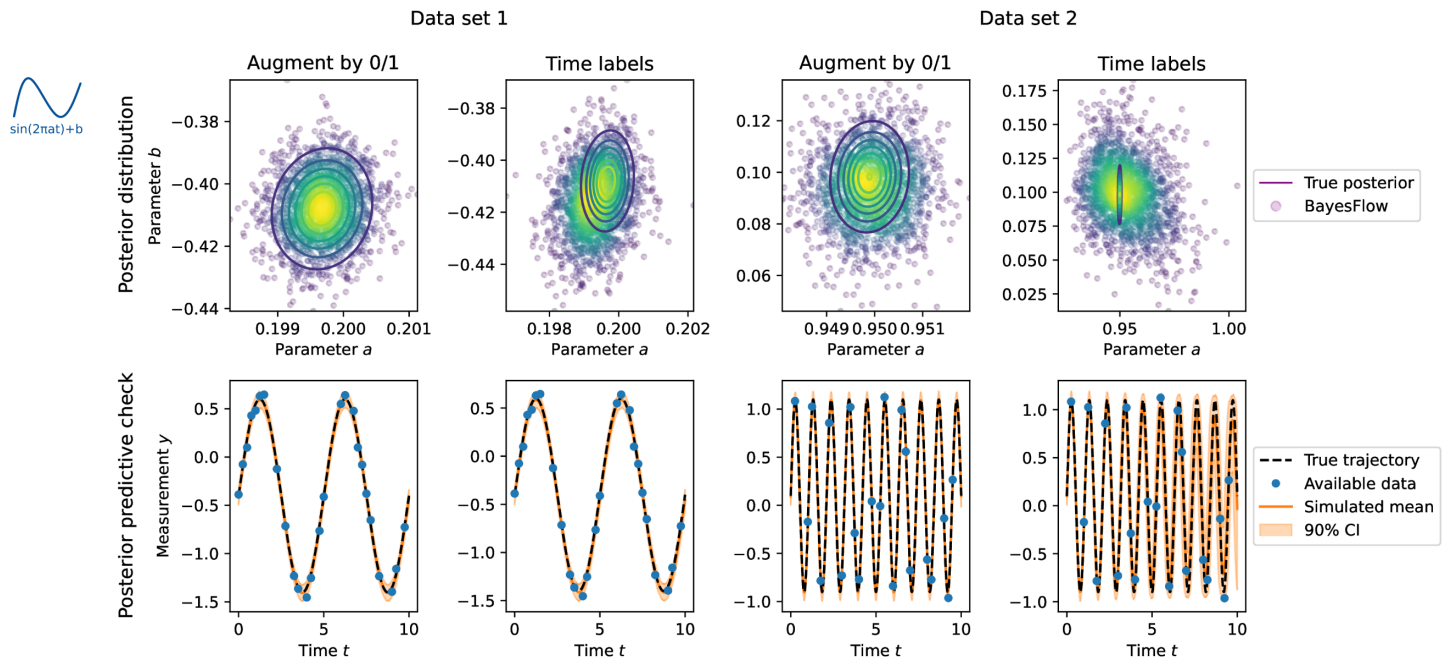 Data set 1
Data set 2
Augment by 0/1
Time labels
Augment by 0/1
Time labels
sin(2πat)+b
Posterior distribution
Parameter b
−0.38
−0.40
−0.42
−0.44
0.199
0.200
0.201
Parameter a
−0.38
−0.40
−0.42
−0.44
0.198
0.200
0.202
Parameter a
0.12
0.10
0.08
0.06
0.949
0.950
0.951
Parameter a
0.175
0.150
0.125
0.100
0.075
0.050
0.025
0.95
1.00
Parameter a
True posterior
BayesFlow
Posterior predictive check
Measurement y
0.5
0.0
−0.5
−1.0
−1.5
0
5
10
Time t
0.5
0.0
−0.5
−1.0
−1.5
0
5
10
Time t
1.0
0.5
0.0
−0.5
−1.0
0
5
10
Time t
1.0
0.5
0.0
−0.5
−1.0
0
5
10
Time t
True trajectory
Available data
Simulated mean
90% CI